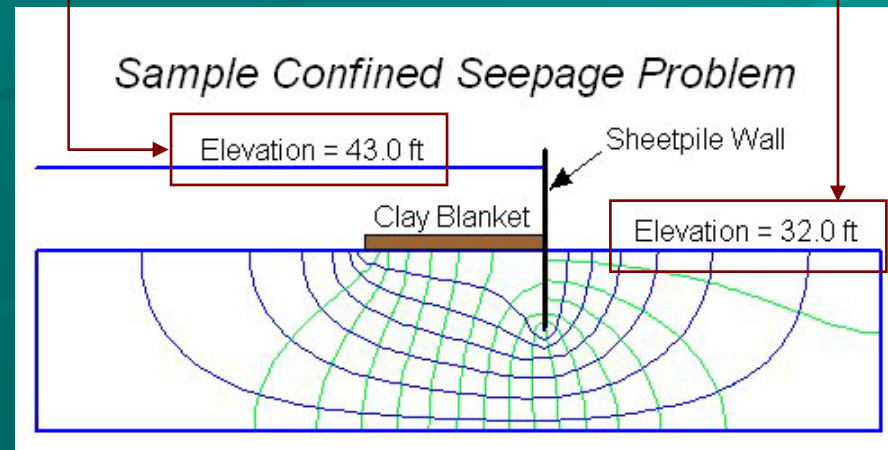 Sample Confined Seepage Problem
Elevation = 43.0 ft
Sheetpile Wall
Clay Blanket
Elevation = 32.0 ft